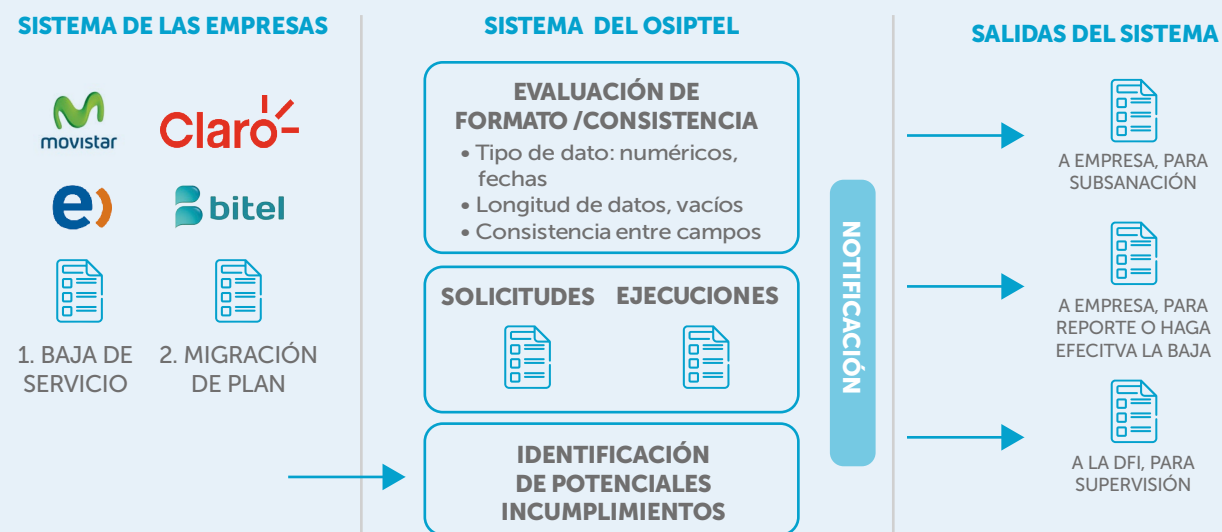 SISTEMA DE LAS EMPRESAS
movistar
Claro
e)
bitel
1. BAJA DE
SERVICIO
2. MIGRACIÓN
DE PLAN
SISTEMA DEL OSIPTEL
EVALUACIÓN DE
FORMATO /CONSISTENCIA
• Tipo de dato: numéricos,
fechas
• Longitud de datos, vacíos
• Consistencia entre campos
SOLICITUDES
EJECUCIONES
IDENTIFICACIÓN
DE POTENCIALES
INCUMPLIMIENTOS
NOTIFICACIÓN
SALIDAS DEL SISTEMA
A EMPRESA, PARA
SUBSANACIÓN
A EMPRESA, PARA
REPORTE O HAGA
EFECITVA LA BAJA
A LA DFI, PARA
SUPERVISIÓN